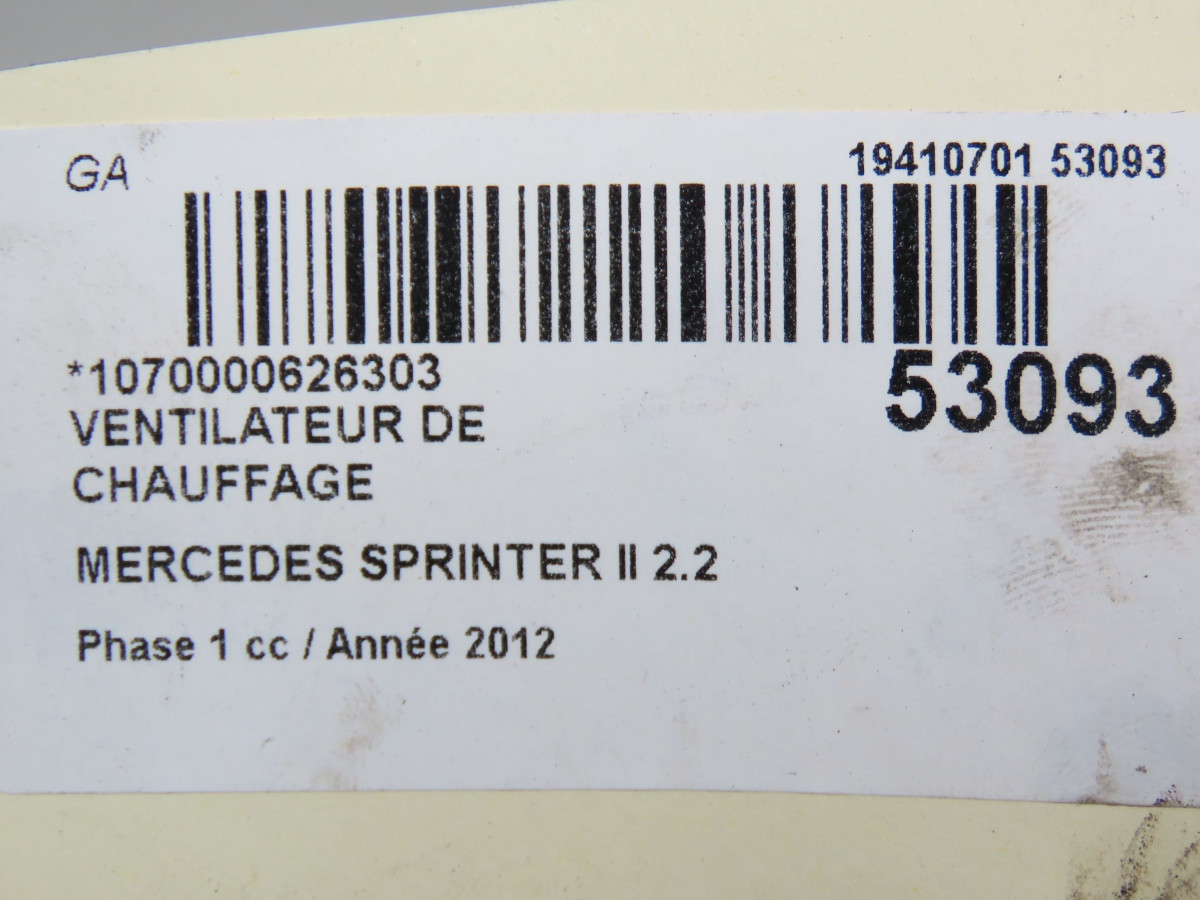 GA
19410701 53093
*1070000626303
53093
VENTILATEUR DE
CHAUFFAGE
MERCEDES SPRINTER II 2.2
Phase 1 cc / Année 2012